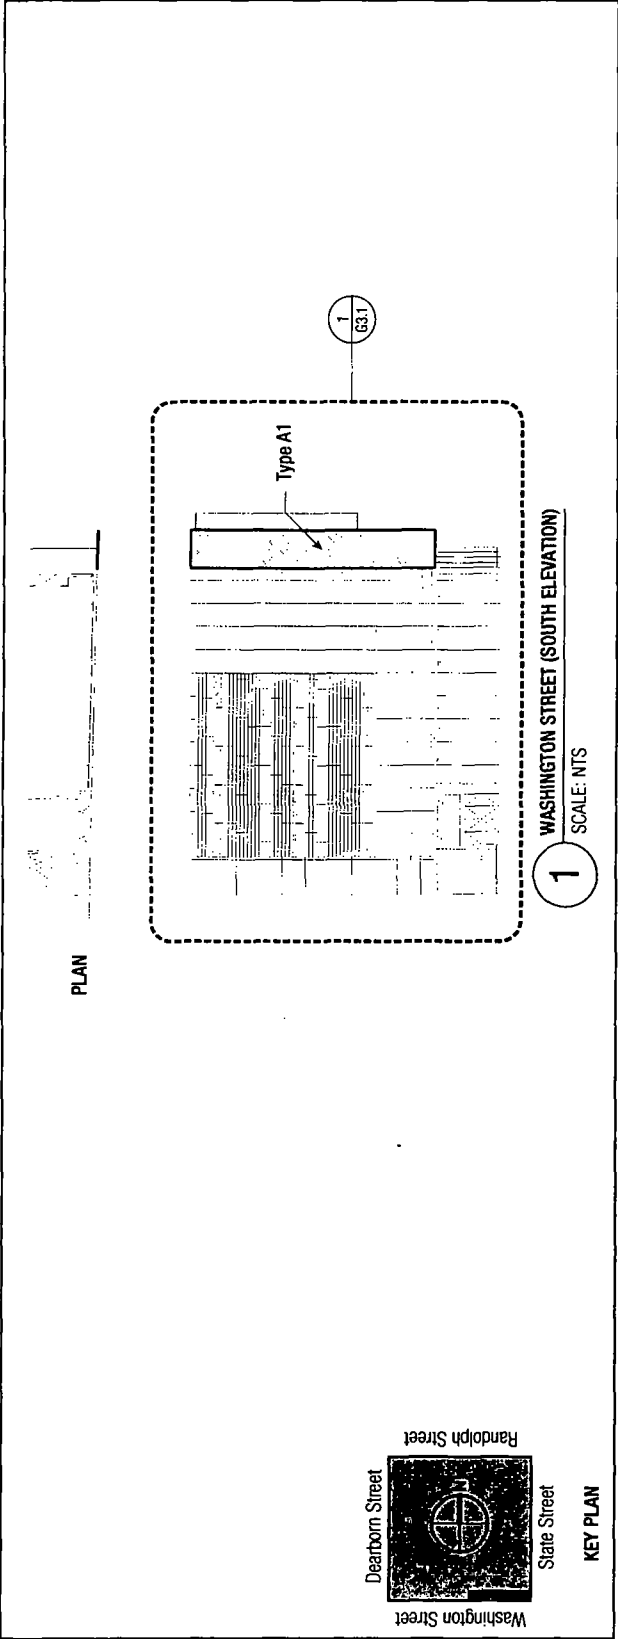 PLAN
Type A1
1
G3.1
1
WASHINGTON STREET (SOUTH ELEVATION)
SCALE: NTS
Dearborn Street
Randolph Street
Washington Street
N
State Street
KEY PLAN